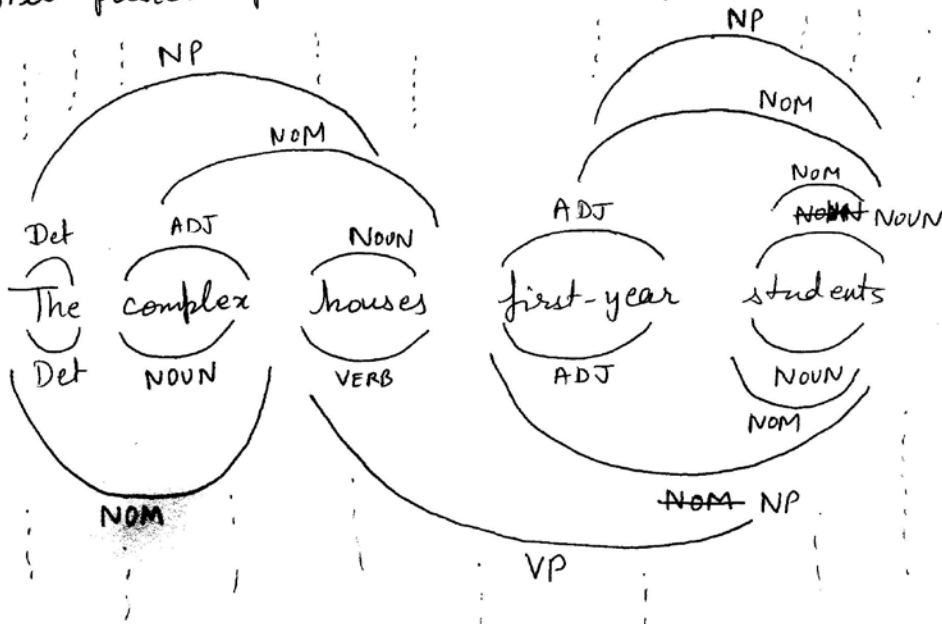 NP NP
NOM NOM
NOM
Det ADJ NOUN ADJ NOUN
The complex houses first-year students
Det NOUN VERB ADJ NOUN
NOM
NOM NOM NP
VP